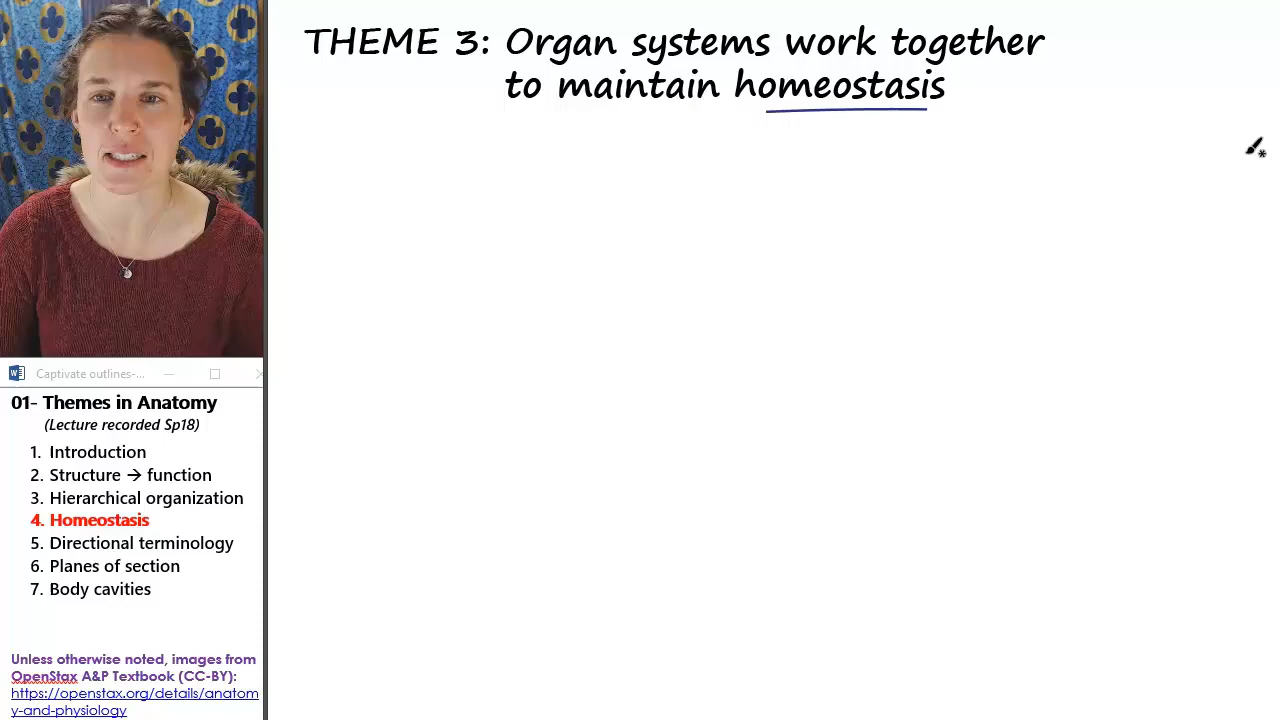 THEME 3: Organ systems work together
to maintain homeostasis
Captivate outlines-...
01- Themes in Anatomy
(Lecture recorded Sp18)
1. Introduction
2. Structure → function
3. Hierarchical organization
4. Homeostasis
5. Directional terminology
6. Planes of section
7. Body cavities
Unless otherwise noted, images from
OpenStax A&P Textbook (CC-BY):
https://openstax.org/details/anatom
y-and-physiology